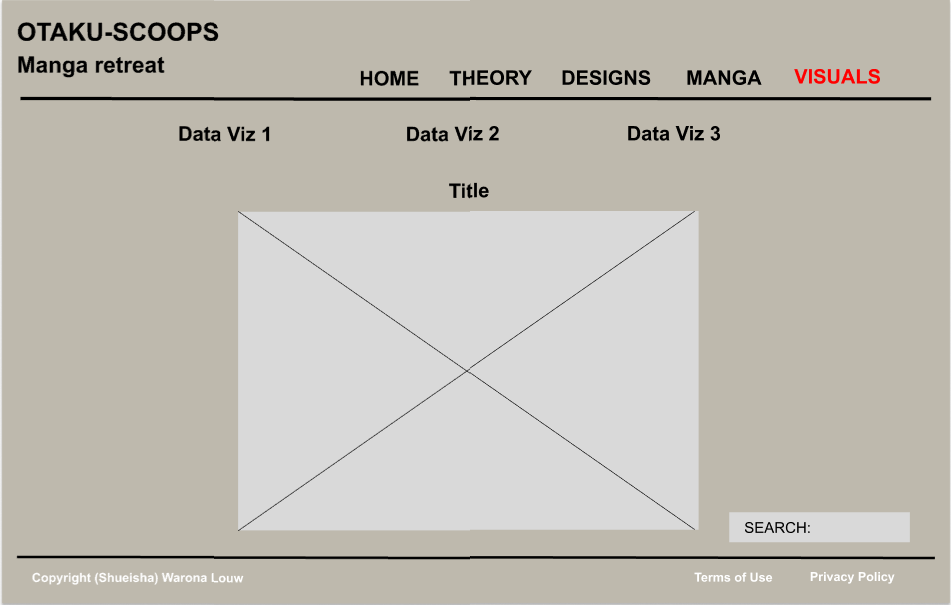 OTAKU-SCOOPS
Manga retreat
HOME THEORY DESIGNS MANGA VISUALS
Data Viz 1 Data Viz 2 Data Viz 3
Title
SEARCH:
Copyright (Shueisha) Warona Louw Terms of Use Privacy Policy